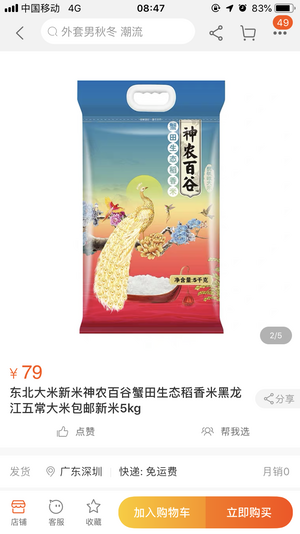 中国移动 4G 08:47 83%
外套男秋冬 潮流
49
神农百谷
蟹田生态稻香米
净含量:5千克
2/5
¥79
东北大米新米神农百谷蟹田生态稻香米黑龙
江五常大米包邮新米5kg
分享
点赞 帮我选
发货 广东深圳 快递: 免运费 月销0
店铺 客服 收藏 加入购物车 立即购买